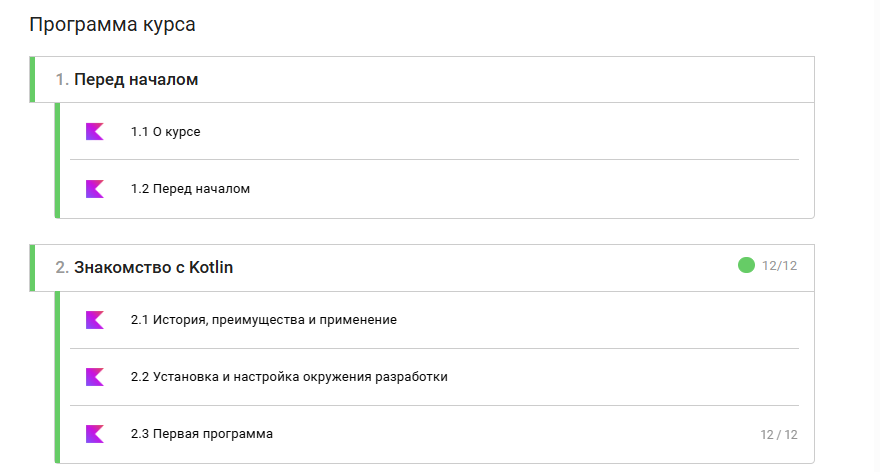 Программа курса
1. Перед началом
1.1 О курсе
1.2 Перед началом
2. Знакомство с Kotlin 12/12
2.1 История, преимущества и применение
2.2 Установка и настройка окружения разработки
2.3 Первая программа 12 / 12